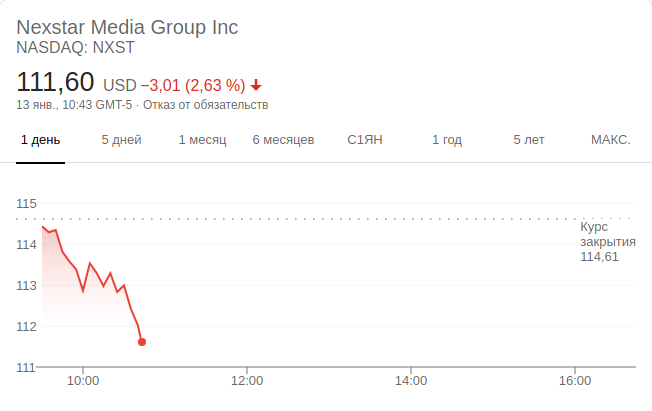 Nexstar Media Group Inc
NASDAQ: NXST
111,60 USD −3,01 (2,63 %)
13 янв., 10:43 GMT-5 · Отказ от обязательств
1 день 5 дней 1 месяц 6 месяцев С1ЯН 1 год 5 лет МАКС.
115
Курс
закрытия
114,61
114
113
112
111
10:00 12:00 14:00 16:00